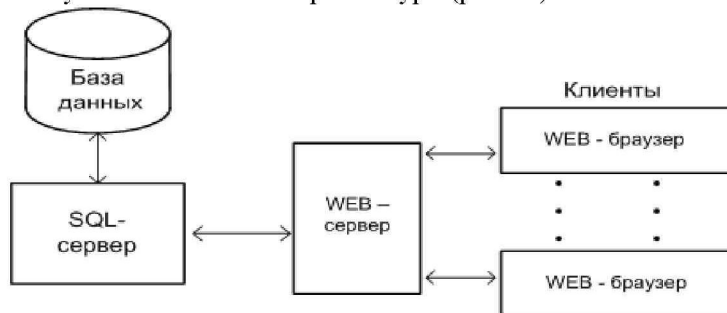 База
данных
Клиенты
WEB - браузер
SQL-
сервер
WEB –
сервер
WEB - браузер